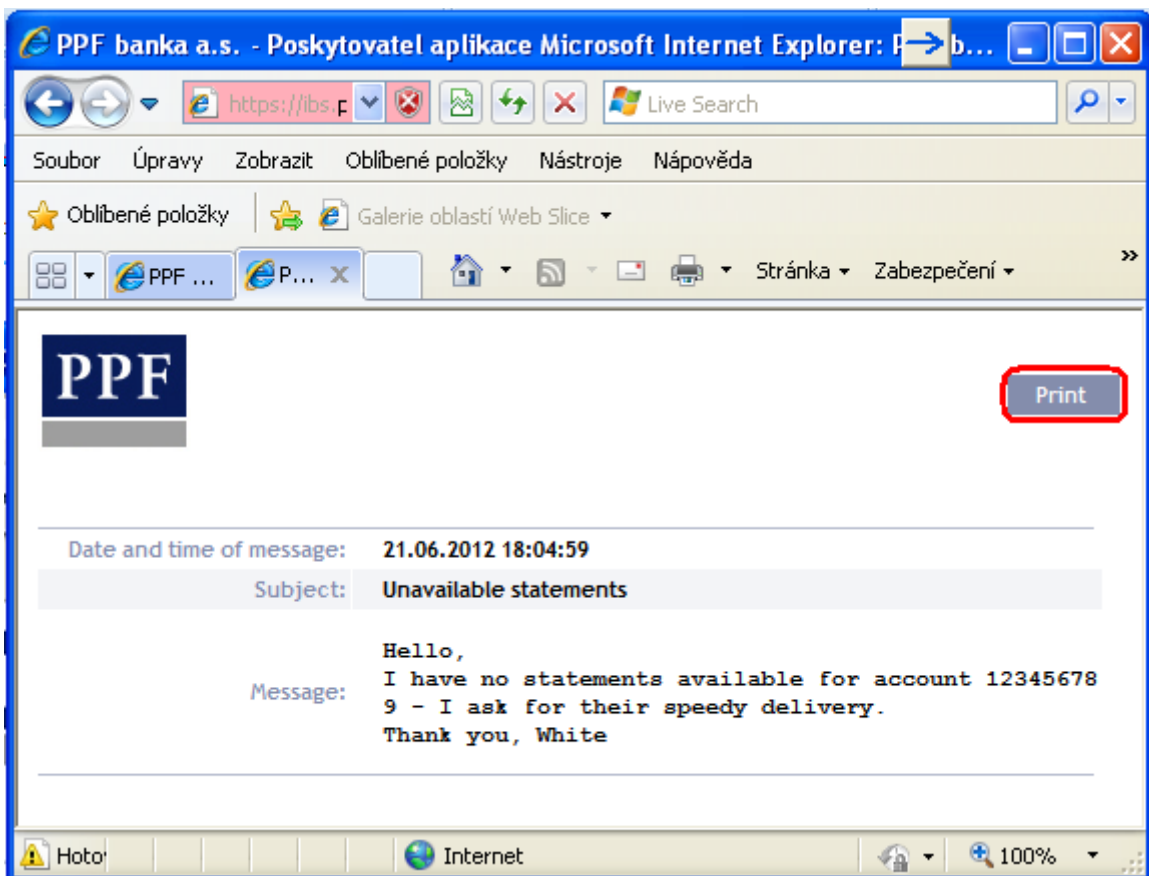 PPF banka a.s. - Poskytovatel aplikace Microsoft Internet Explorer: b...
https://ibs.p Live Search
Soubor Úpravy Zobrazit Oblíbené položky Nástroje Nápověda
Oblíbené položky Galerie oblastí Web Slice
PPF ... P... Stránka Zabezpečení »
PPF
Print
Date and time of message: 21.06.2012 18:04:59
Subject: Unavailable statements
Message: Hello,
I have no statements available for account 12345678
9 - I ask for their speedy delivery.
Thank you, White
Internet 100%